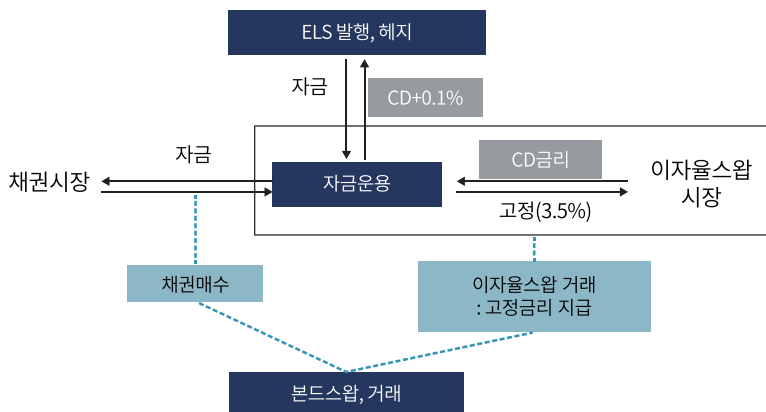 ELS 발행, 헤지
자금
CD+0.1%
자금
CD금리
채권시장
자금운용
이자율스왑
시장
고정(3.5%)
채권매수
이자율스왑 거래
: 고정금리 지급
본드스왑, 거래